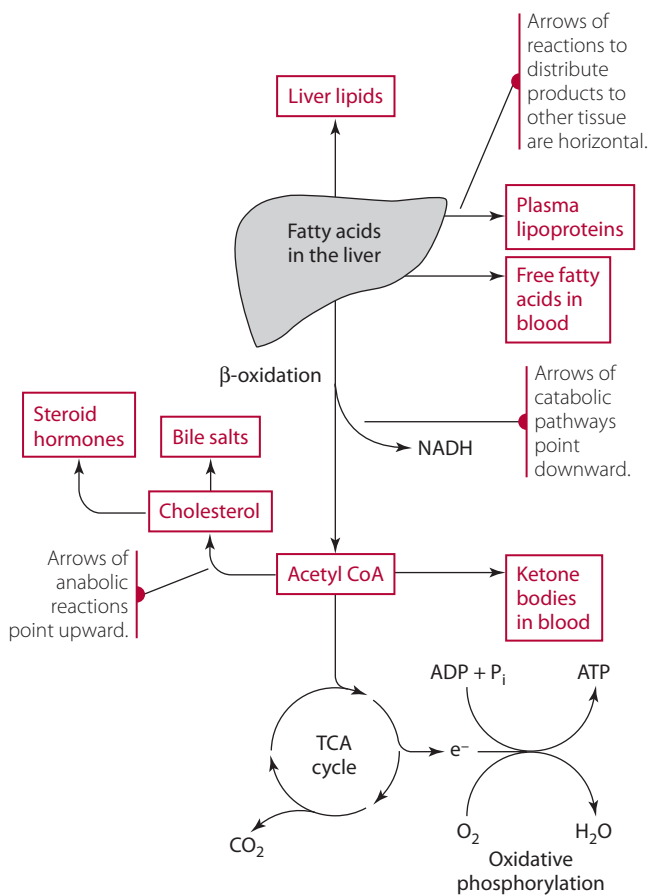 Arrows of
reactions to
distribute
products to
other tissue
are horizontal.
Liver lipids
Fatty acids
in the liver
Plasma
lipoproteins
Free fatty
acids in
blood
β-oxidation
Arrows of
catabolic
pathways
point
downward.
NADH
Steroid
hormones
Bile salts
Cholesterol
Arrows of
anabolic
reactions
point upward.
Acetyl CoA
Ketone
bodies
in blood
ADP + Pi
ATP
TCA
cycle
e–
CO2
O2
H2O
Oxidative
phosphorylation